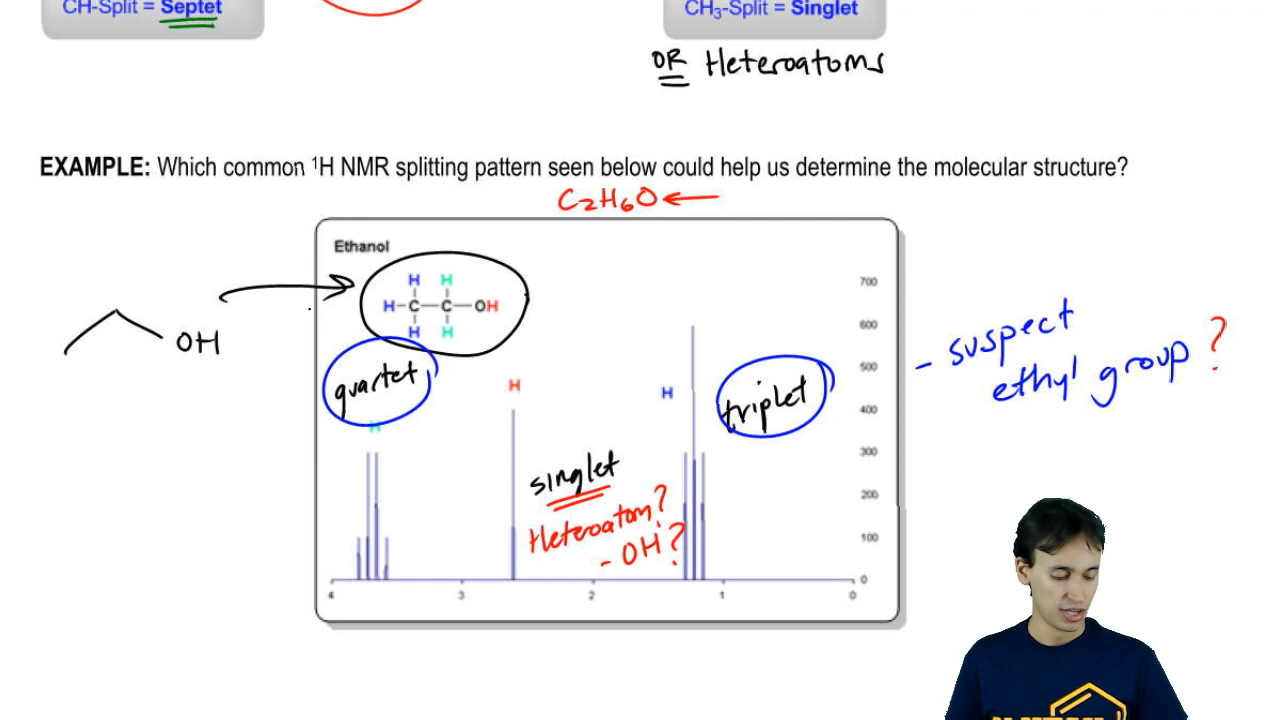 CH-Split = Septet
CH₃-Split = Singlet
OR Heteroatoms
EXAMPLE: Which common ¹H NMR splitting pattern seen below could help us determine the molecular structure?
C₂H₆O
Ethanol
H H
H-C-C-OH
H H
OH
quartet
H
H
H
triplet
singlet
Heteroatom?
-OH?
- suspect
ethyl group?
700
600
500
400
300
200
100
0
4 3 2 1 0